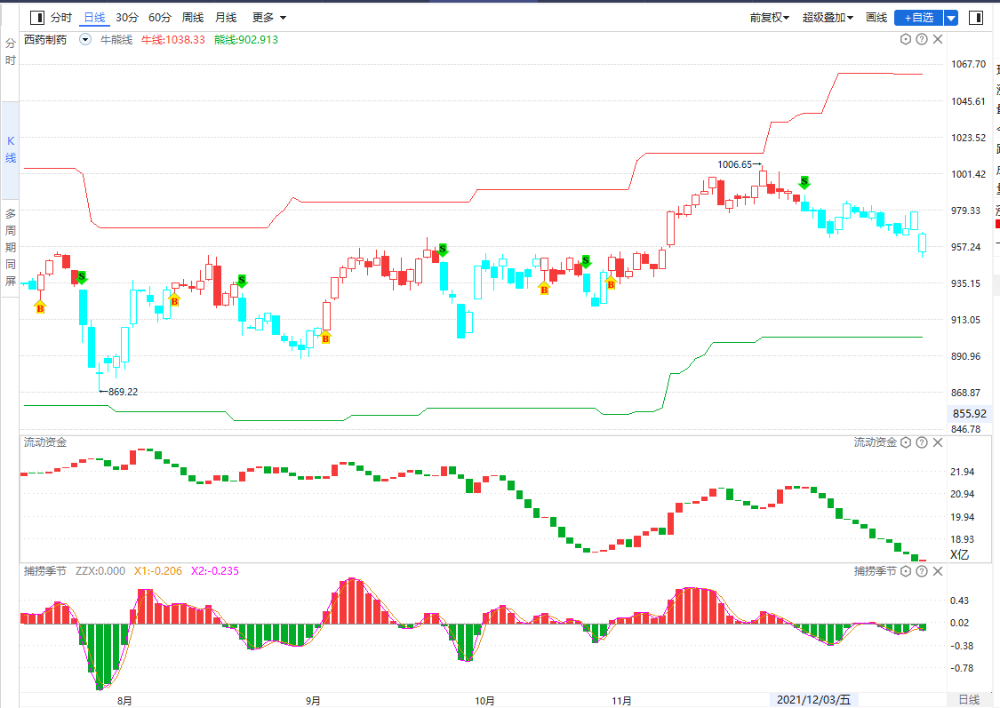 分时 日线 30分 60分 周线 月线 更多 前复权 超级叠加 画线 +自选
分时
K线
多周期同屏
西药制药 牛熊线 牛线:1038.33 熊线:902.913
1067.70
1045.61
1023.52
1001.42
979.33
957.24
935.15
913.05
890.96
868.87
855.92
846.78
1006.65→
S
S
S
S
S
B
B
B
B
B
←869.22
流动资金 流动资金
21.94
20.94
19.94
18.93
X亿
捕捞季节 ZZX:0.000 X1:-0.206 X2:-0.235 捕捞季节
0.43
0.02
-0.38
-0.78
8月 9月 10月 11月 2021/12/03/五 日线